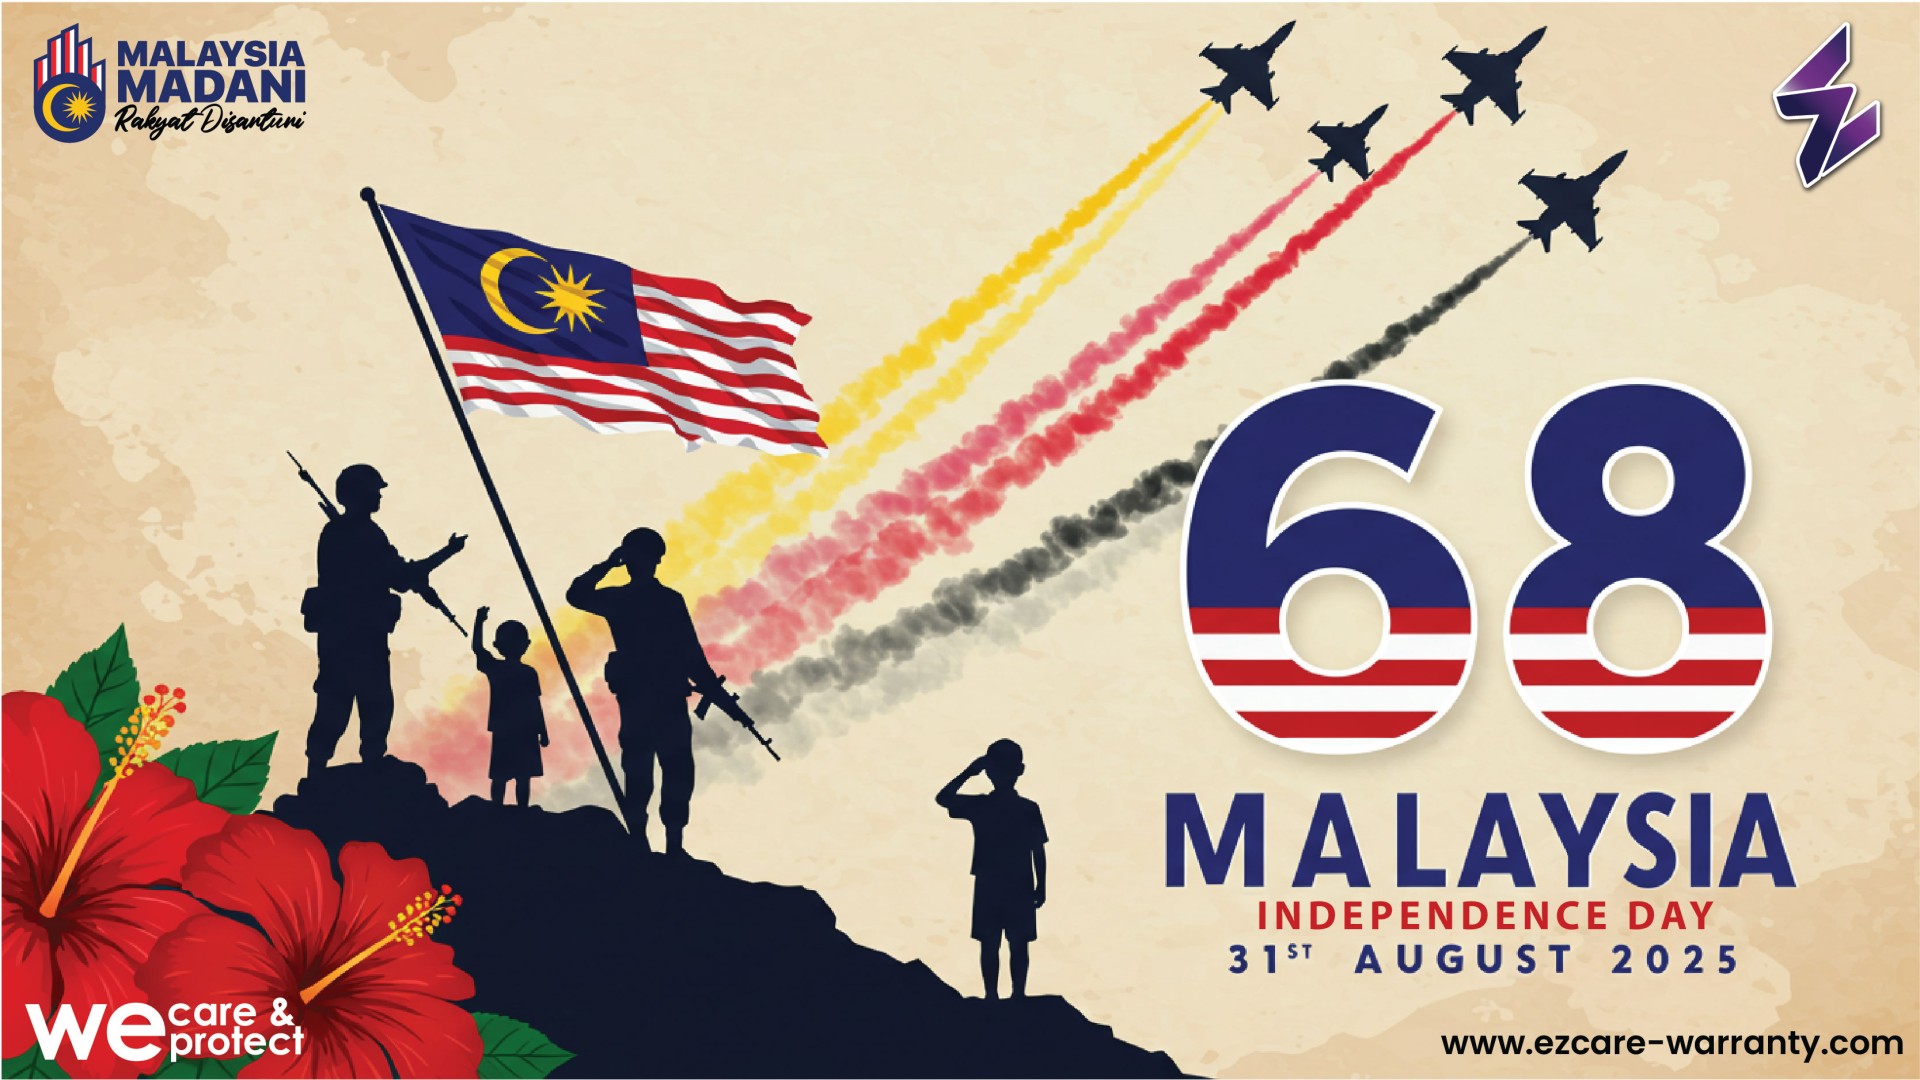 MALAYSIA
MADANI
Rakyat Disantuni
68
MALAYSIA
INDEPENDENCE DAY
31ST AUGUST 2025
we care &
protect
www.ezcare-warranty.com